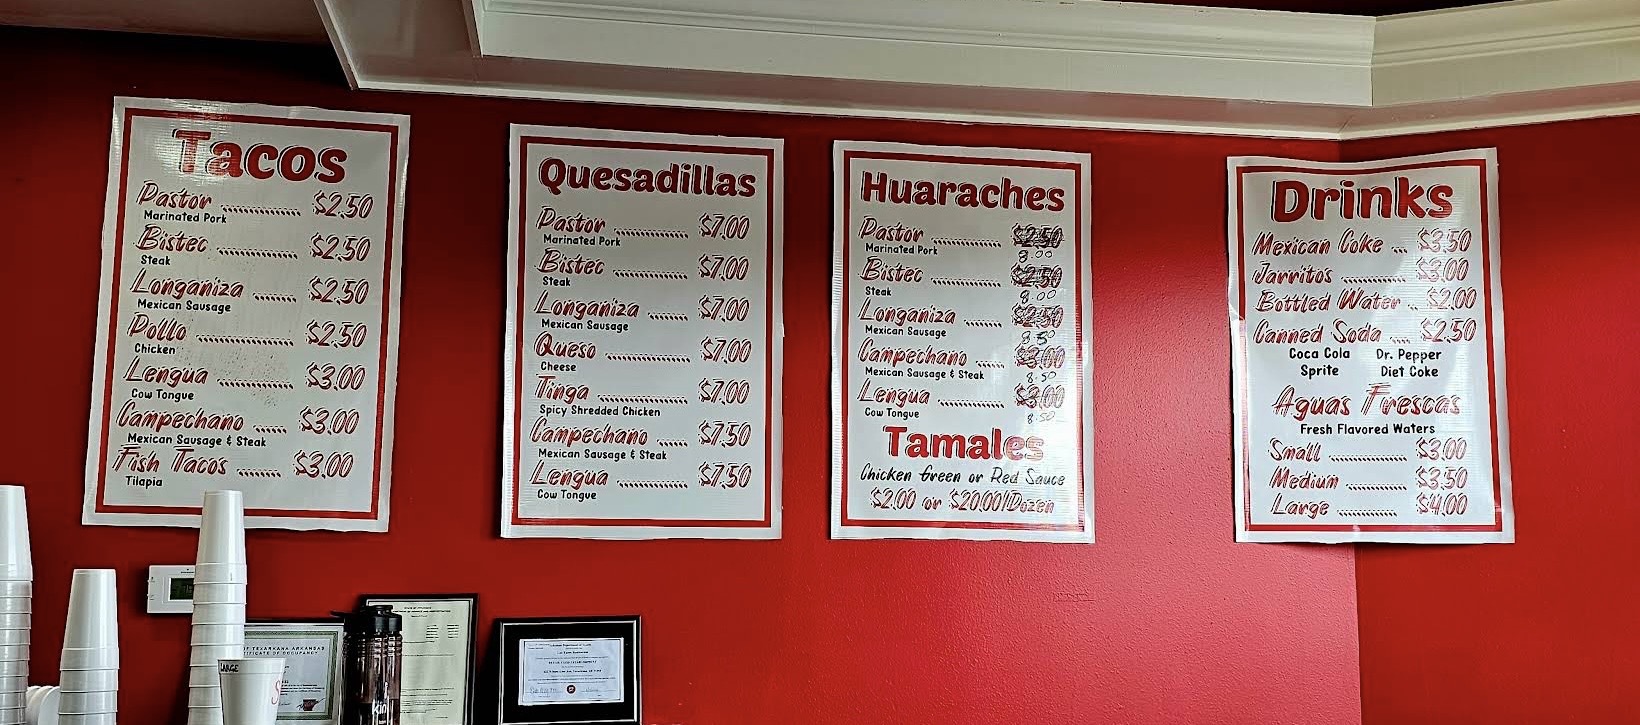 Tacos
Pastor ............ $2.50
Marinated Pork
Bistec ............ $2.50
Steak
Longaniza ...... $2.50
Mexican Sausage
Pollo ............ $2.50
Chicken
Lengua ............ $3.00
Cow Tongue
Campechano ...... $3.00
Mexican Sausage & Steak
Fish Tacos ...... $3.00
Tilapia
Quesadillas
Pastor ............ $7.00
Marinated Pork
Bistec ............ $7.00
Steak
Longaniza ...... $7.00
Mexican Sausage
Queso ............ $7.00
Cheese
Tinga ............ $7.00
Spicy Shredded Chicken
Campechano ...... $7.50
Mexican Sausage & Steak
Lengua ............ $7.50
Cow Tongue
Huaraches
Pastor ............ $2.50
Marinated Pork 8.00
Bistec ............ $2.50
Steak 8.00
Longaniza ...... $2.50
Mexican Sausage 8.50
Campechano ...... $3.00
Mexican Sausage & Steak 8.50
Lengua ............ $3.00
Cow Tongue 8.50
Tamales
Chicken Green or Red Sauce
$2.00 or $20.00/Dozen
Drinks
Mexican Coke ... $3.50
Jarritos ............ $3.00
Bottled Water .. $2.00
Canned Soda ..... $2.50
Coca Cola Dr. Pepper
Sprite Diet Coke
Aguas Frescas
Fresh Flavored Waters
Small ............ $3.00
Medium ............ $3.50
Large ............ $4.00
OF TEXARKANA ARKANSAS
CERTIFICATE OF OCCUPANCY
LARGE